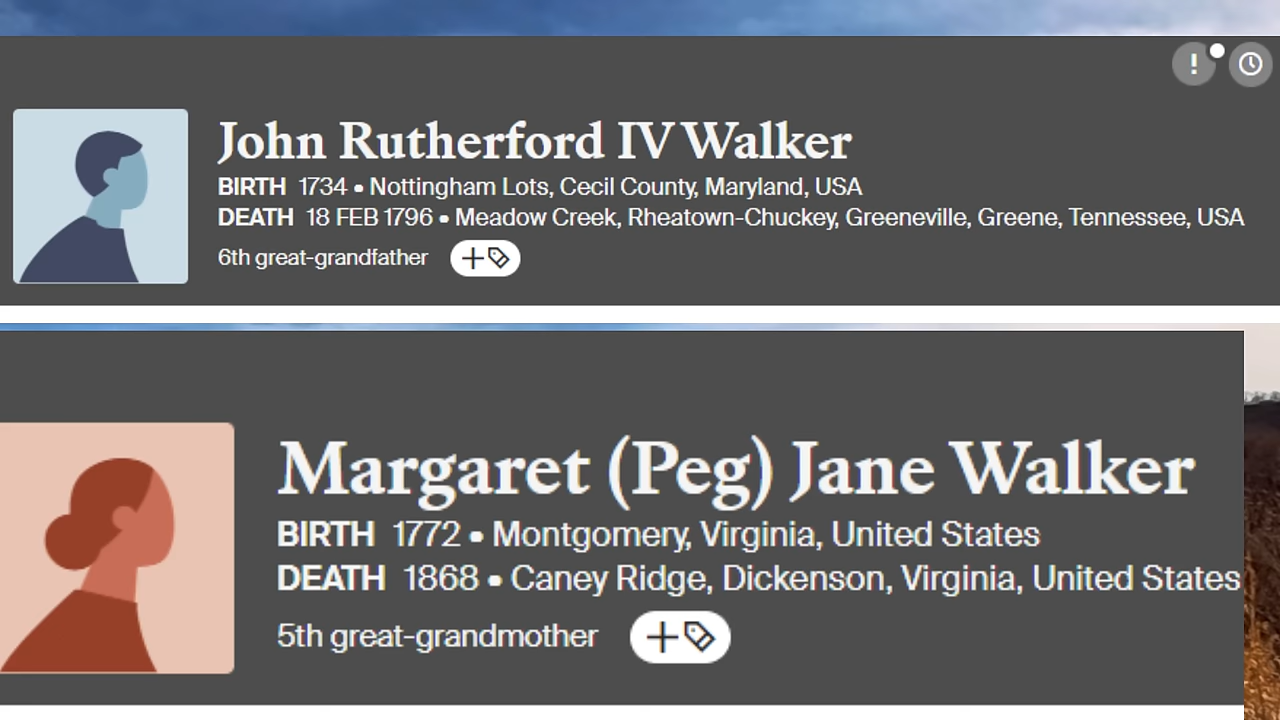 John Rutherford IV Walker
BIRTH 1734 • Nottingham Lots, Cecil County, Maryland, USA
DEATH 18 FEB 1796 • Meadow Creek, Rheatown-Chuckey, Greeneville, Greene, Tennessee, USA
6th great-grandfather
Margaret (Peg) Jane Walker
BIRTH 1772 • Montgomery, Virginia, United States
DEATH 1868 • Caney Ridge, Dickenson, Virginia, United States
5th great-grandmother